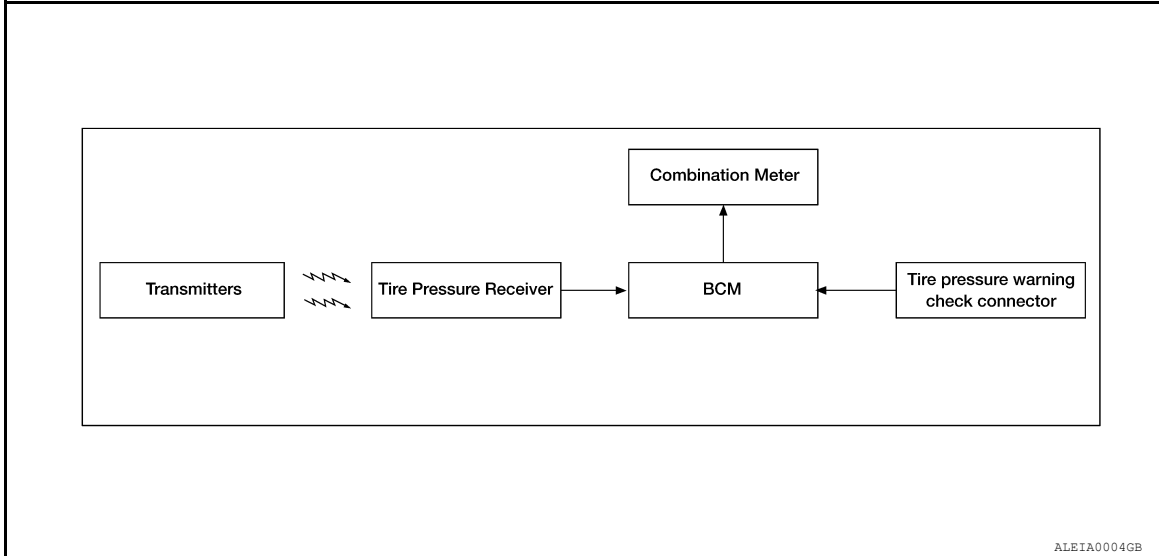 Combination Meter
Transmitters
Tire Pressure Receiver
BCM
Tire pressure warning
check connector
ALEIA0004GB